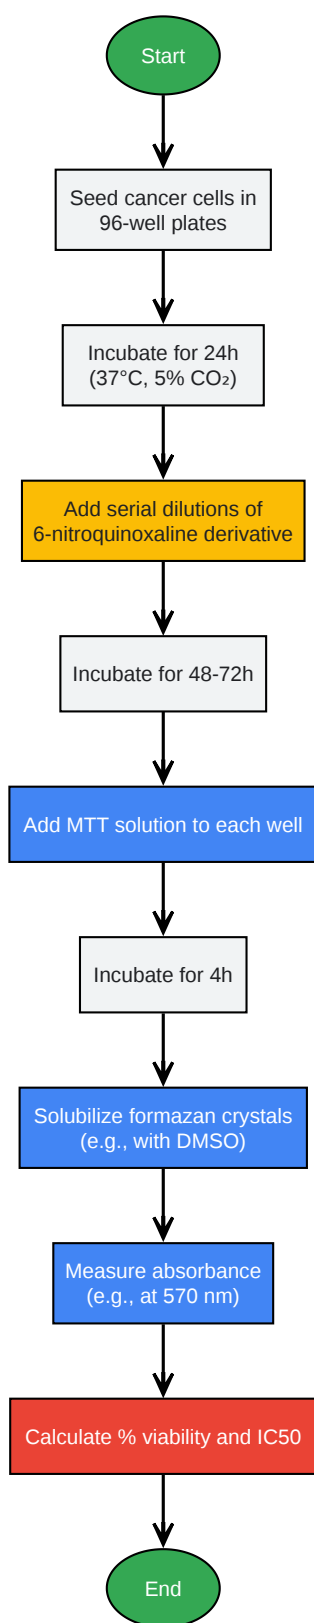 Start
Seed cancer cells in
96-well plates
Incubate for 24h
(37°C, 5% CO₂)
Add serial dilutions of
6-nitroquinoxaline derivative
Incubate for 48-72h
Add MTT solution to each well
Incubate for 4h
Solubilize formazan crystals
(e.g., with DMSO)
Measure absorbance
(e.g., at 570 nm)
Calculate % viability and IC50
End